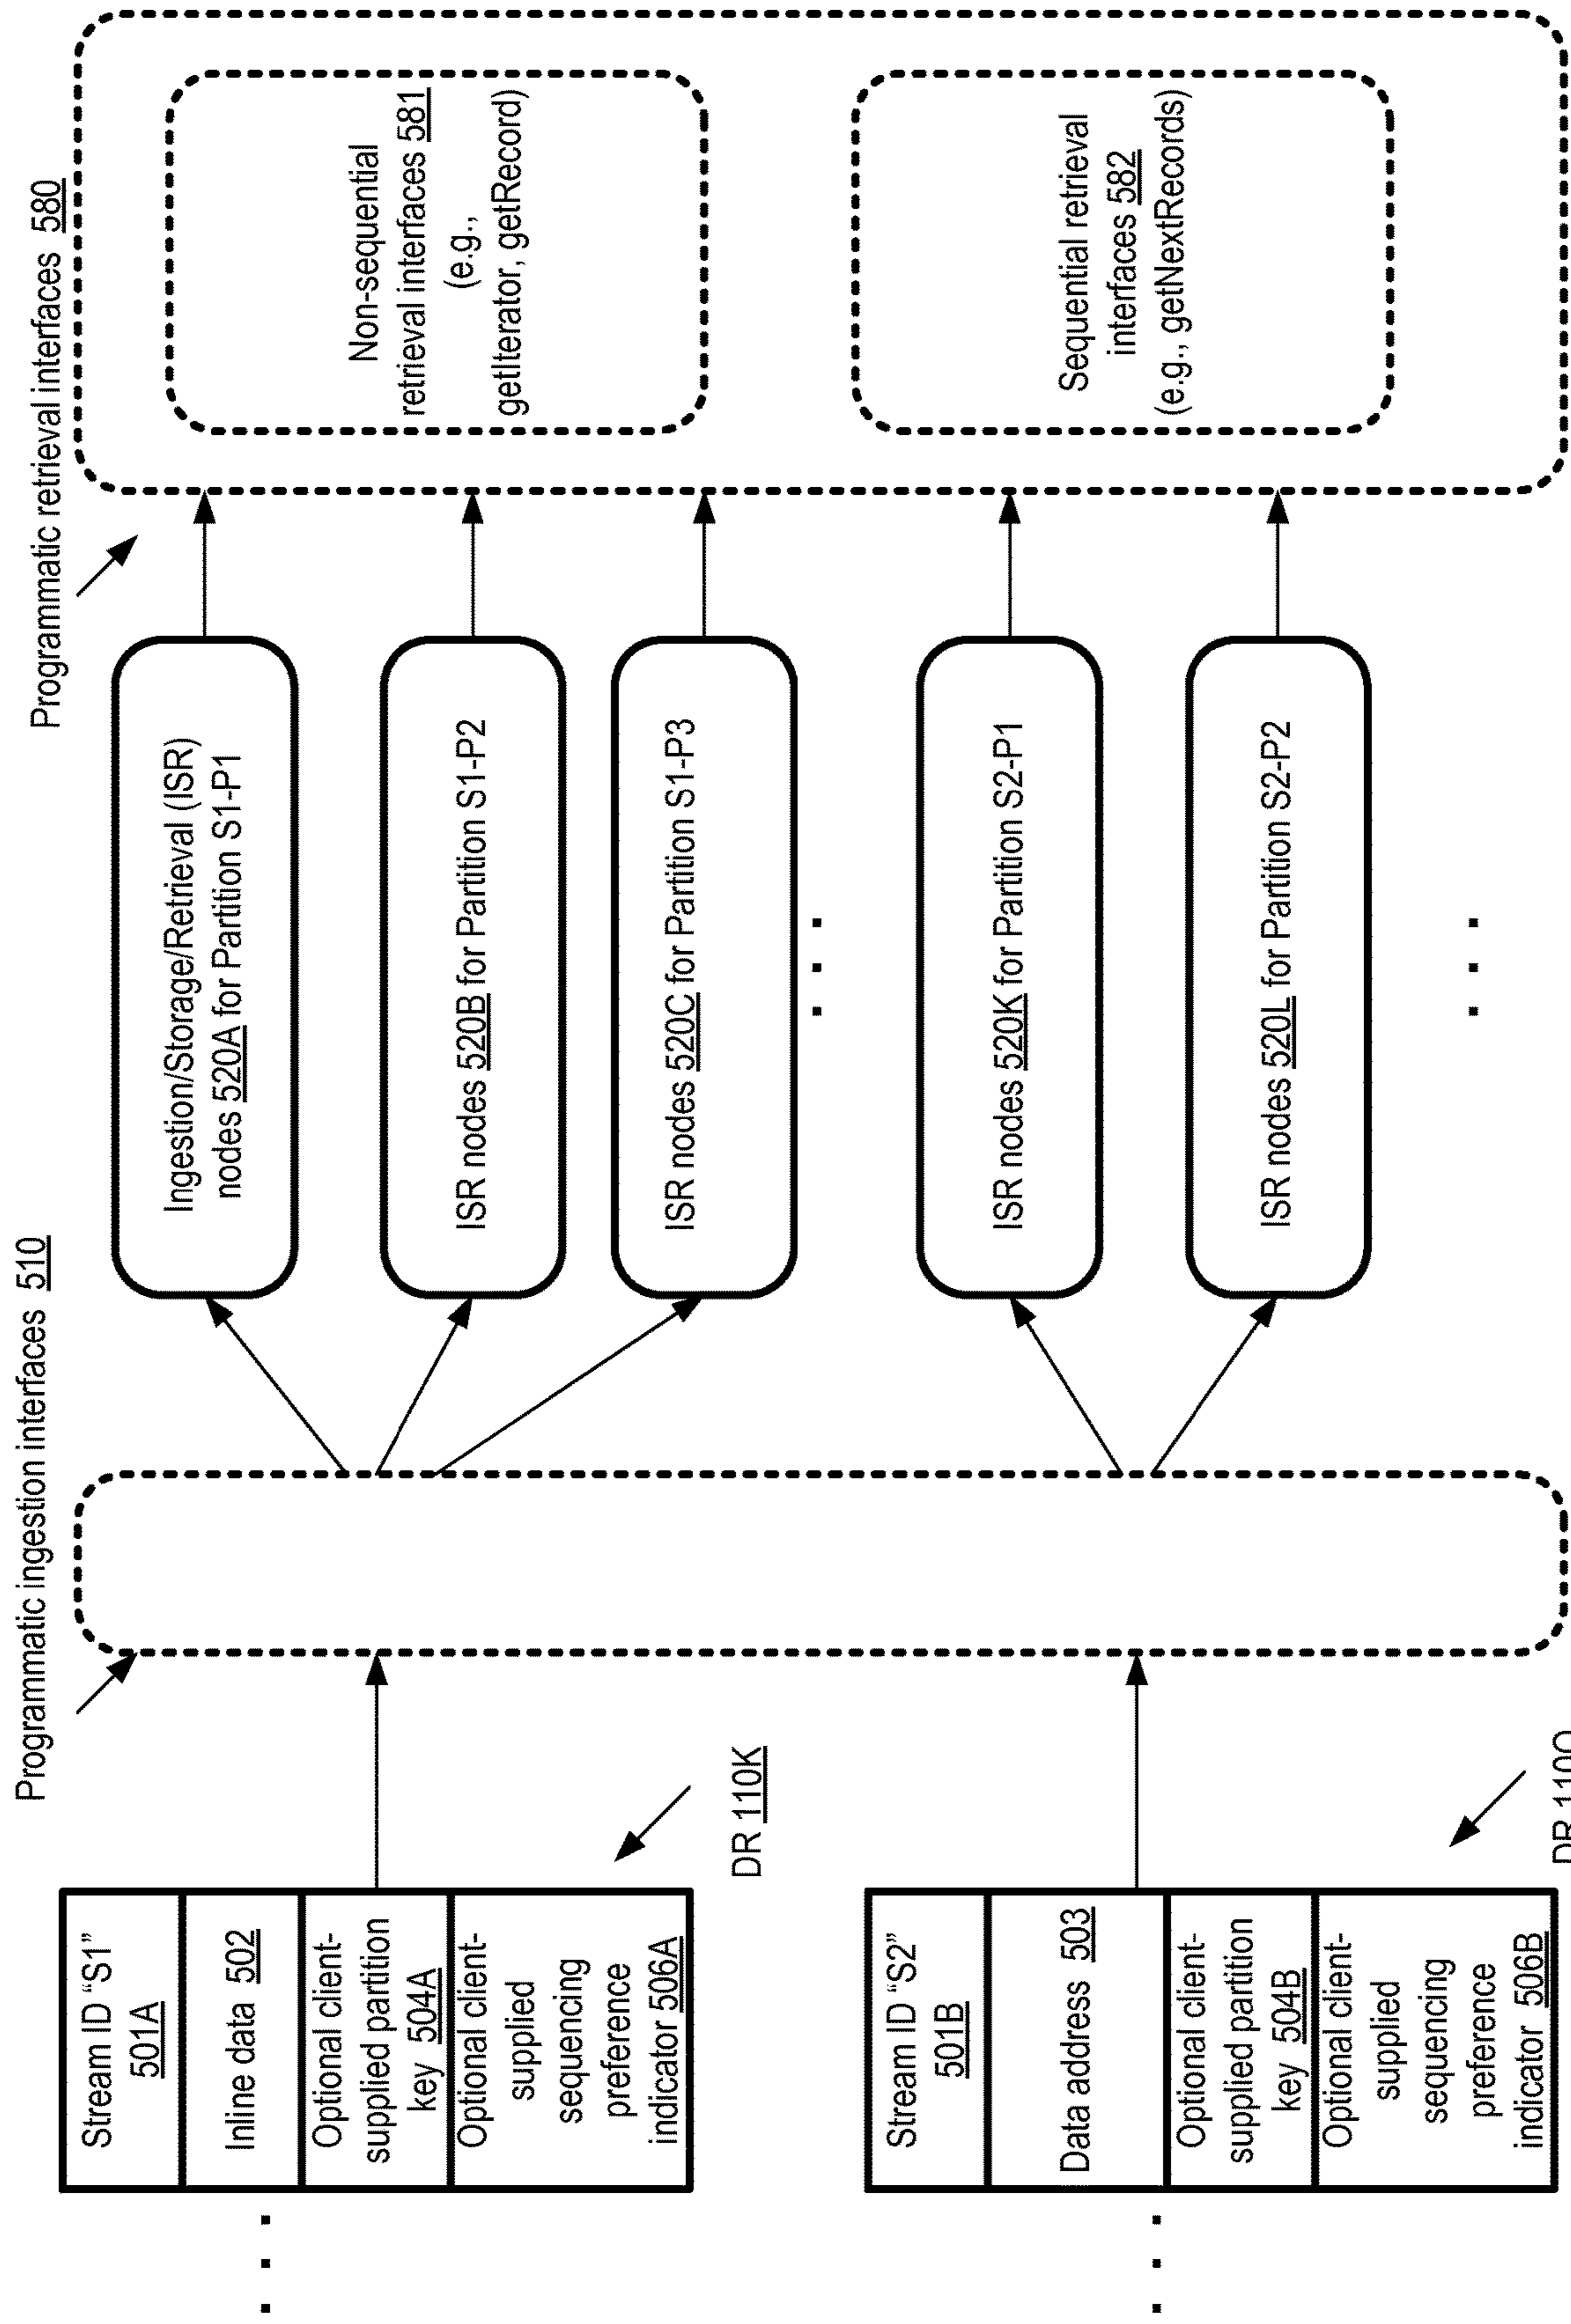 Programmatic ingestion interfaces 510
Programmatic retrieval interfaces 580
Stream ID “S1”
501A
Inline data 502
Optional client-
supplied partition
key 504A
Optional client-
supplied
sequencing
preference
indicator 506A
DR 110K
Stream ID “S2”
501B
Data address 503
Optional client-
supplied partition
key 504B
Optional client-
supplied
sequencing
preference
indicator 506B
DR
Ingestion/Storage/Retrieval (ISR)
nodes 520A for Partition S1-P1
ISR nodes 520B for Partition S1-P2
ISR nodes 520C for Partition S1-P3
ISR nodes 520K for Partition S2-P1
ISR nodes 520L for Partition S2-P2
Non-sequential
retrieval interfaces 581
(e.g.,
getIterator, getRecord)
Sequential retrieval
interfaces 582
(e.g., getNextRecords)